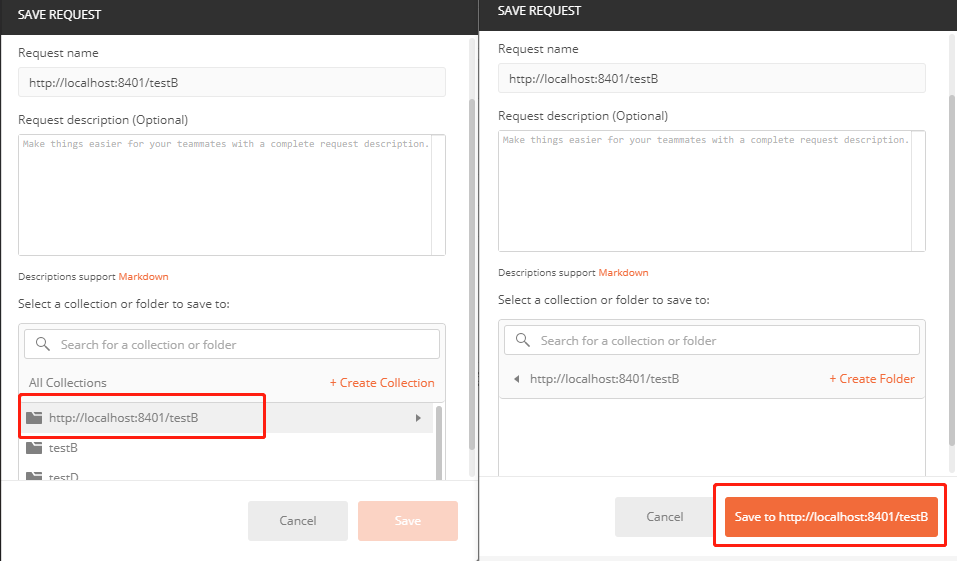 SAVE REQUEST
Request name
http://localhost:8401/testB
Request description (Optional)
Make things easier for your teammates with a complete request description.
Descriptions support Markdown
Select a collection or folder to save to:
Search for a collection or folder
All Collections
+ Create Collection
http://localhost:8401/testB
testB
testD
Cancel
Save
SAVE REQUEST
Request name
http://localhost:8401/testB
Request description (Optional)
Make things easier for your teammates with a complete request description.
Descriptions support Markdown
Select a collection or folder to save to:
Search for a collection or folder
http://localhost:8401/testB
+ Create Folder
Cancel
Save to http://localhost:8401/testB